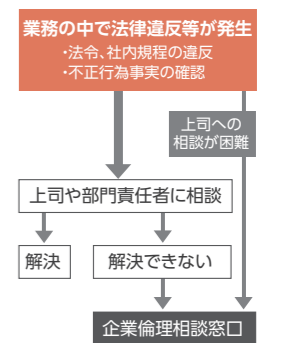 業務の中で法律違反等が発生
・法令、社内規程の違反
・不正行為事実の確認
上司への
相談が困難
上司や部門責任者に相談
解決
解決できない
企業倫理相談窓口